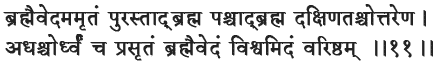 ब्रह्मैवेदममृतं पुरस्ताद्ब्रह्म पश्चाद्ब्रह्म दक्षिणतश्चोत्तरेण ।
अधश्चोर्ध्वं च प्रसृतं ब्रह्मैवेदं विश्वमिदं वरिष्ठम् ।।११।।